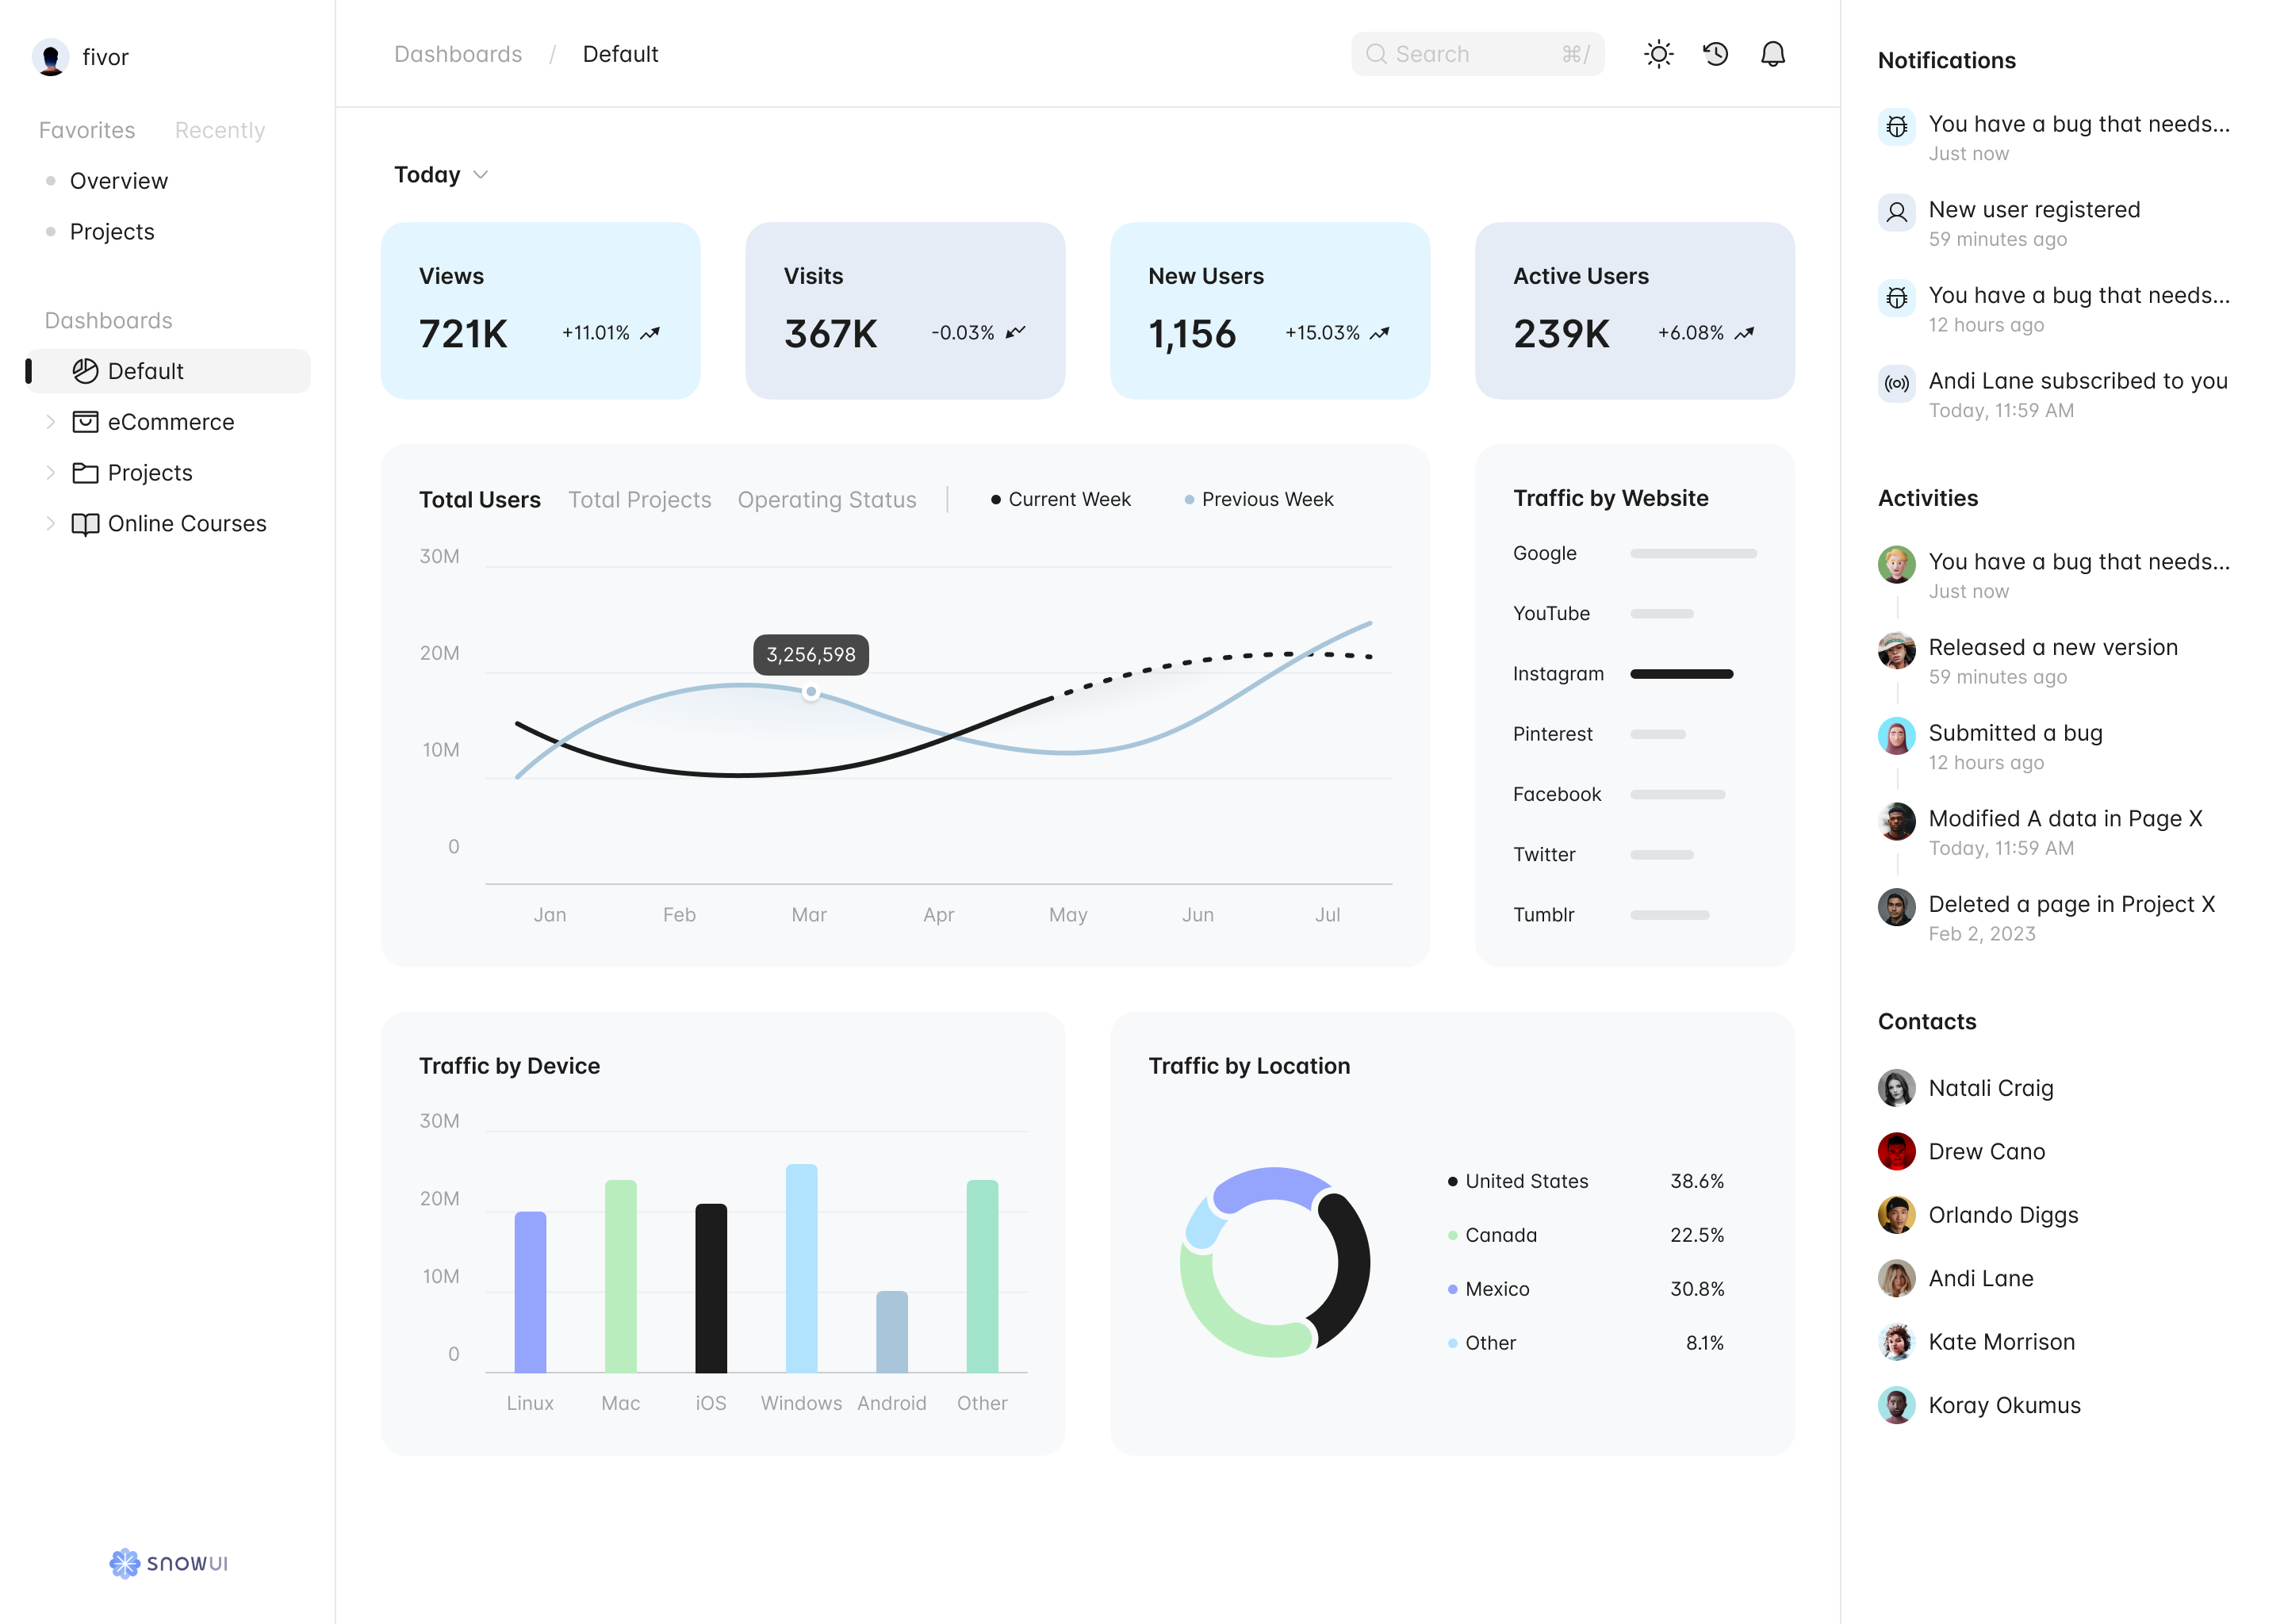 fivor
Favorites Recently
Overview
Projects
Dashboards
Default
eCommerce
Projects
Online Courses
snowUI
Dashboards / Default
Search ⌘/
Today
Views
721K +11.01%
Visits
367K -0.03%
New Users
1,156 +15.03%
Active Users
239K +6.08%
Total Users Total Projects Operating Status Current Week Previous Week
30M
20M
10M
0
3,256,598
Jan Feb Mar Apr May Jun Jul
Traffic by Website
Google
YouTube
Instagram
Pinterest
Facebook
Twitter
Tumblr
Traffic by Device
30M
20M
10M
0
Linux Mac iOS Windows Android Other
Traffic by Location
United States 38.6%
Canada 22.5%
Mexico 30.8%
Other 8.1%
Notifications
You have a bug that needs...
Just now
New user registered
59 minutes ago
You have a bug that needs...
12 hours ago
Andi Lane subscribed to you
Today, 11:59 AM
Activities
You have a bug that needs...
Just now
Released a new version
59 minutes ago
Submitted a bug
12 hours ago
Modified A data in Page X
Today, 11:59 AM
Deleted a page in Project X
Feb 2, 2023
Contacts
Natali Craig
Drew Cano
Orlando Diggs
Andi Lane
Kate Morrison
Koray Okumus